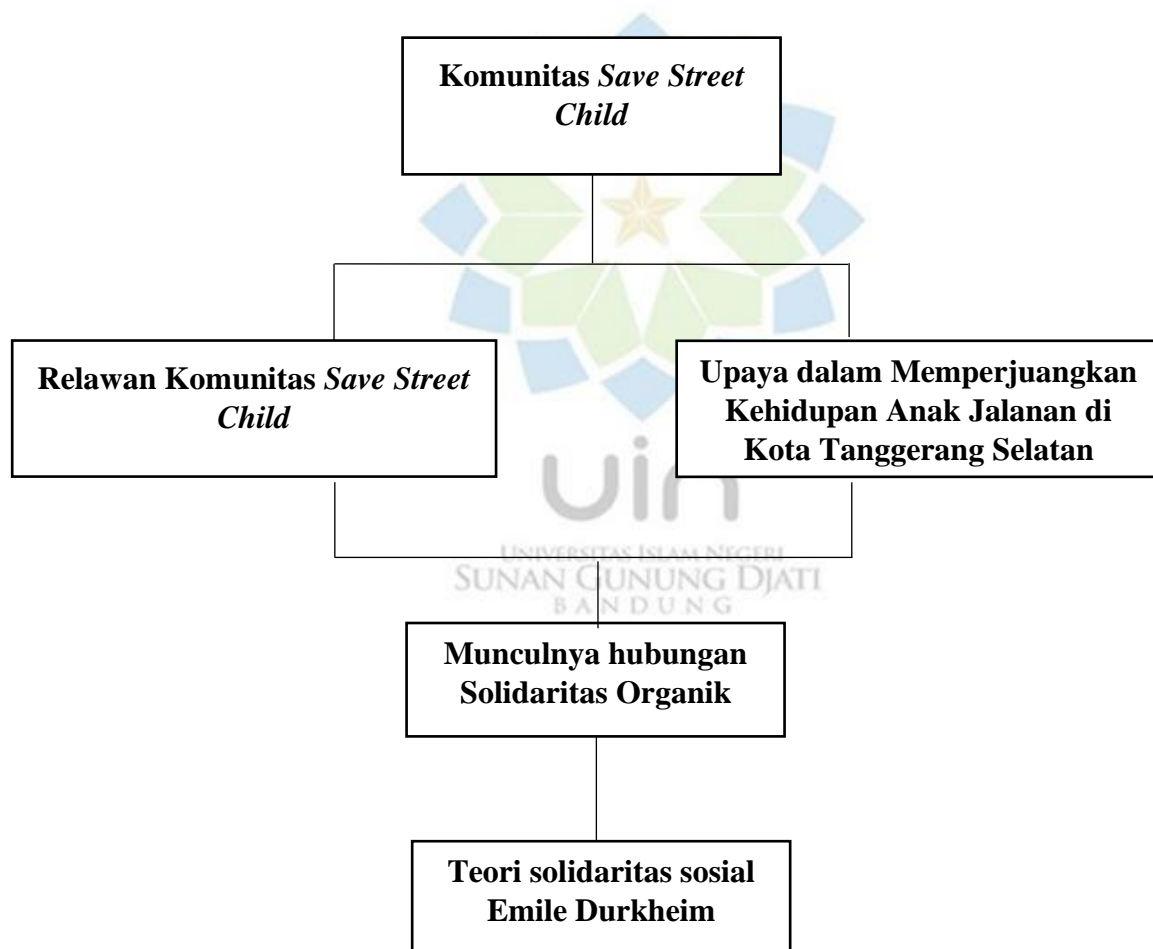 Komunitas Save Street
Child
Relawan Komunitas Save Street
Child
Upaya dalam Memperjuangkan
Kehidupan Anak Jalanan di
Kota Tanggerang Selatan
uin
UNIVERSITAS ISLAM NEGERI
SUNAN GUNUNG DJATI
BANDUNG
Munculnya hubungan
Solidaritas Organik
Teori solidaritas sosial
Emile Durkheim